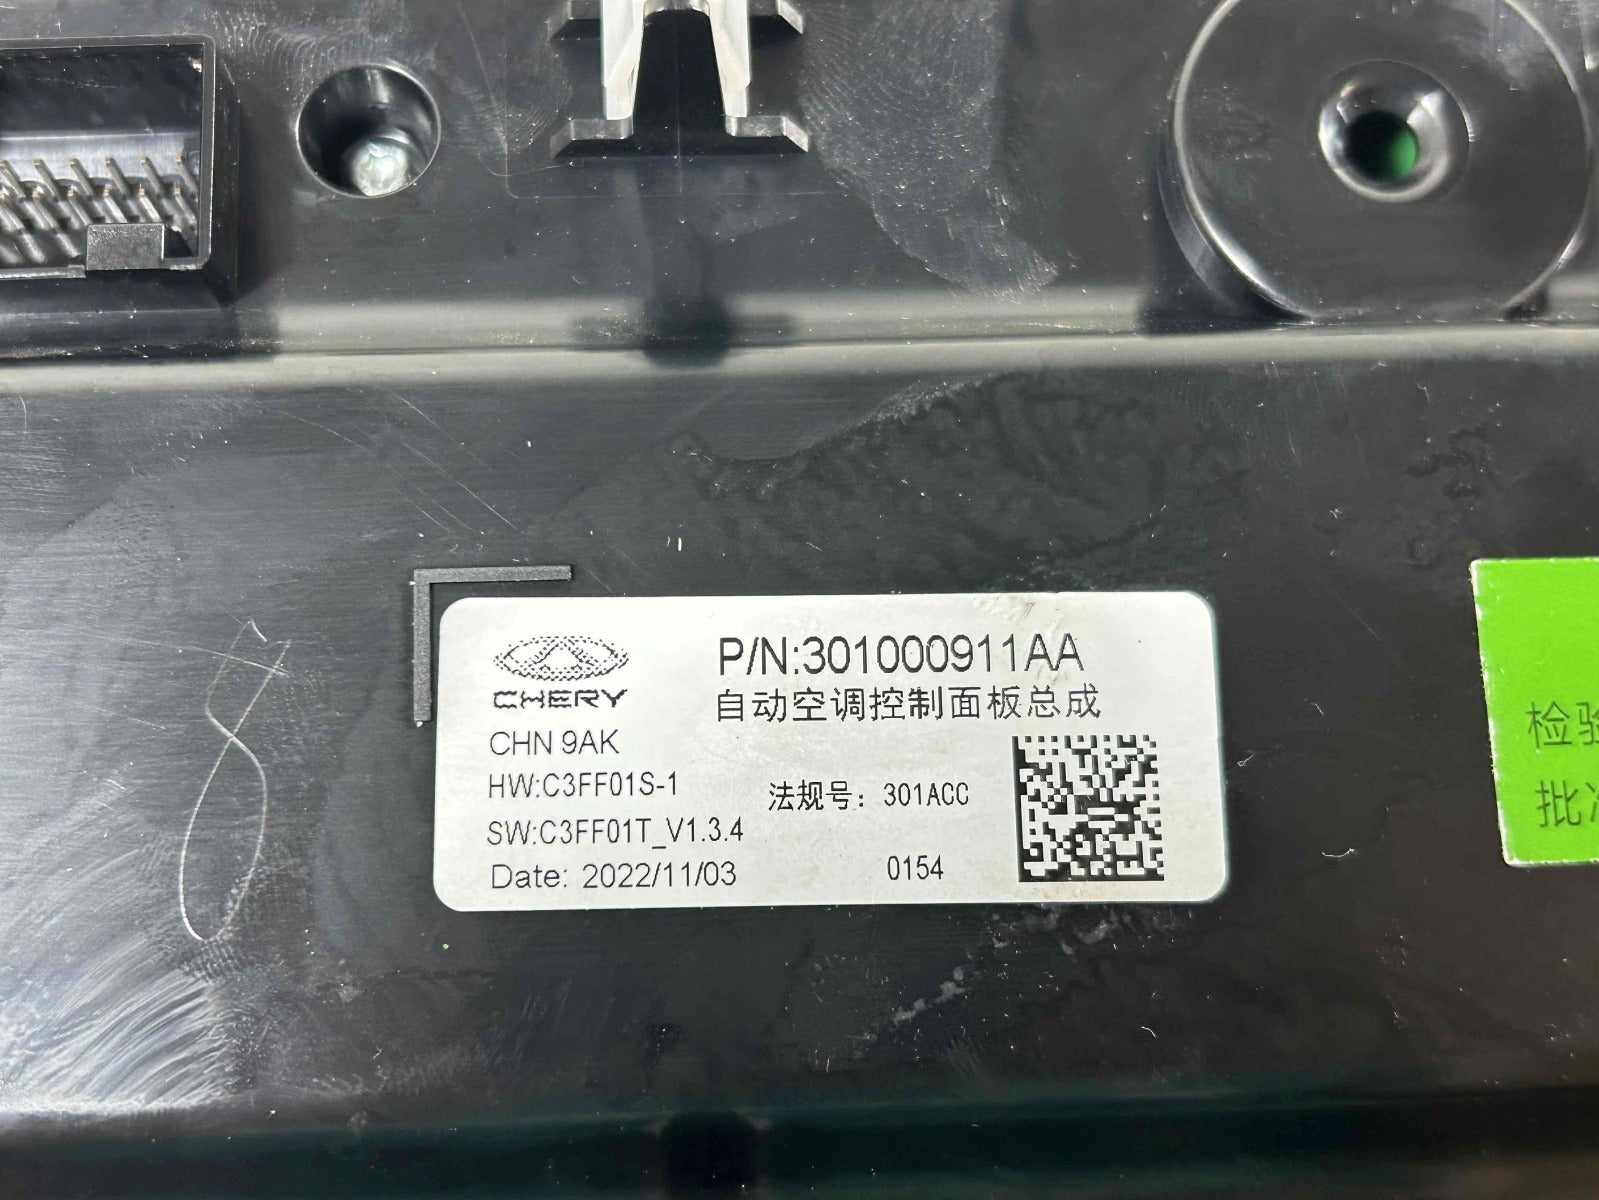 CHERY
P/N:301000911AA
自动空调控制面板总成
CHN 9AK
HW:C3FF01S-1
法规号：301ACC
SW:C3FF01T_V1.3.4
Date: 2022/11/03
0154
检
批